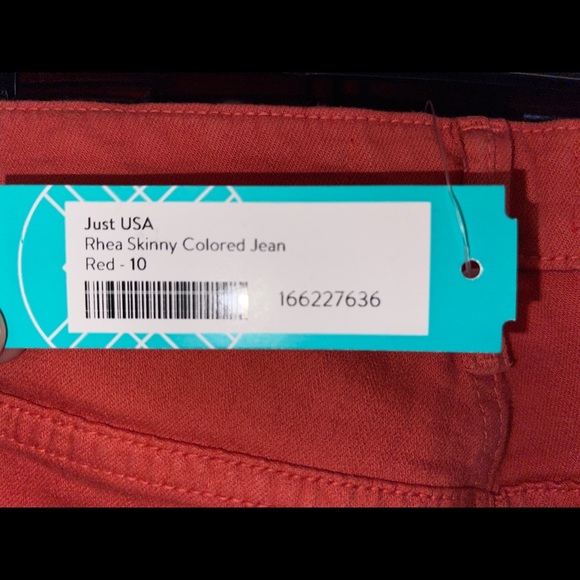 Just USA
Rhea Skinny Colored Jean
Red - 10
166227636